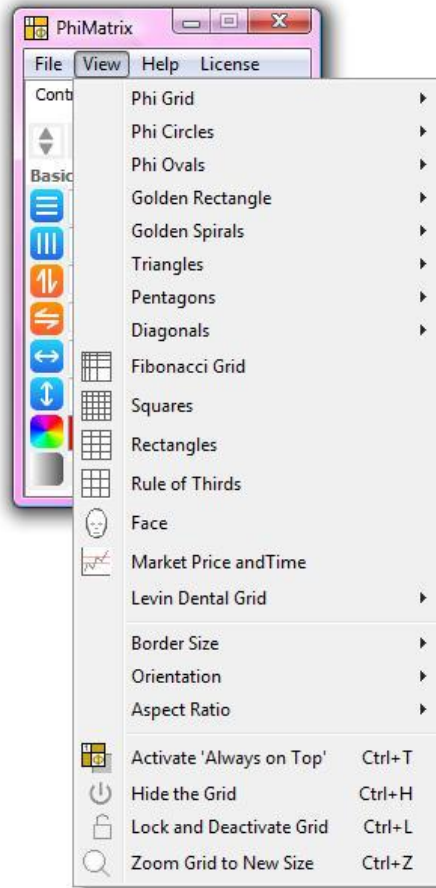 PhiMatrix
File View Help License
Cont
Basic
Phi Grid
Phi Circles
Phi Ovals
Golden Rectangle
Golden Spirals
Triangles
Pentagons
Diagonals
Fibonacci Grid
Squares
Rectangles
Rule of Thirds
Face
Market Price andTime
Levin Dental Grid
Border Size
Orientation
Aspect Ratio
Activate 'Always on Top' Ctrl+T
Hide the Grid Ctrl+H
Lock and Deactivate Grid Ctrl+L
Zoom Grid to New Size Ctrl+Z